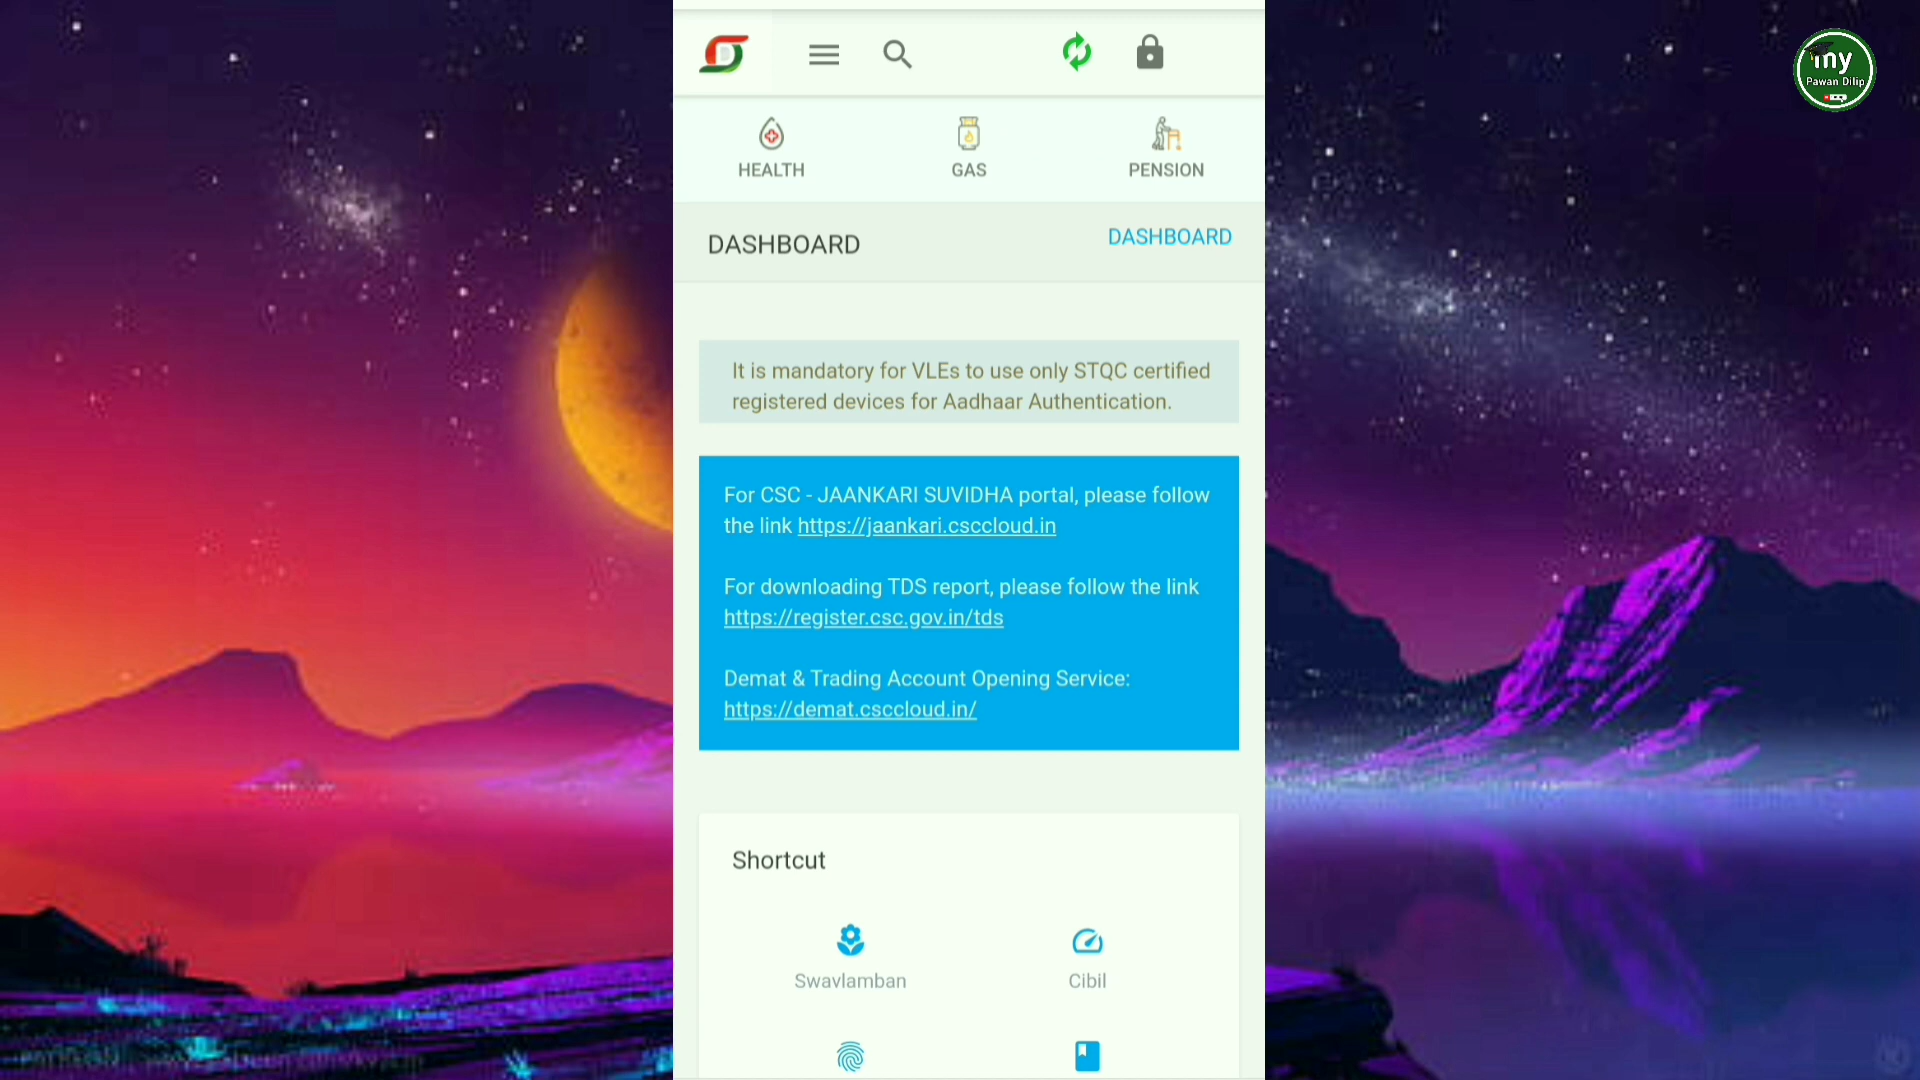 my
Pawan Dilip
HEALTH
GAS
PENSION
DASHBOARD
DASHBOARD
It is mandatory for VLEs to use only STQC certified
registered devices for Aadhaar Authentication.
For CSC - JAANKARI SUVIDHA portal, please follow
the link https://jaankari.csccloud.in
For downloading TDS report, please follow the link
https://register.csc.gov.in/tds
Demat & Trading Account Opening Service:
https://demat.csccloud.in/
Shortcut
Swavlamban
Cibil